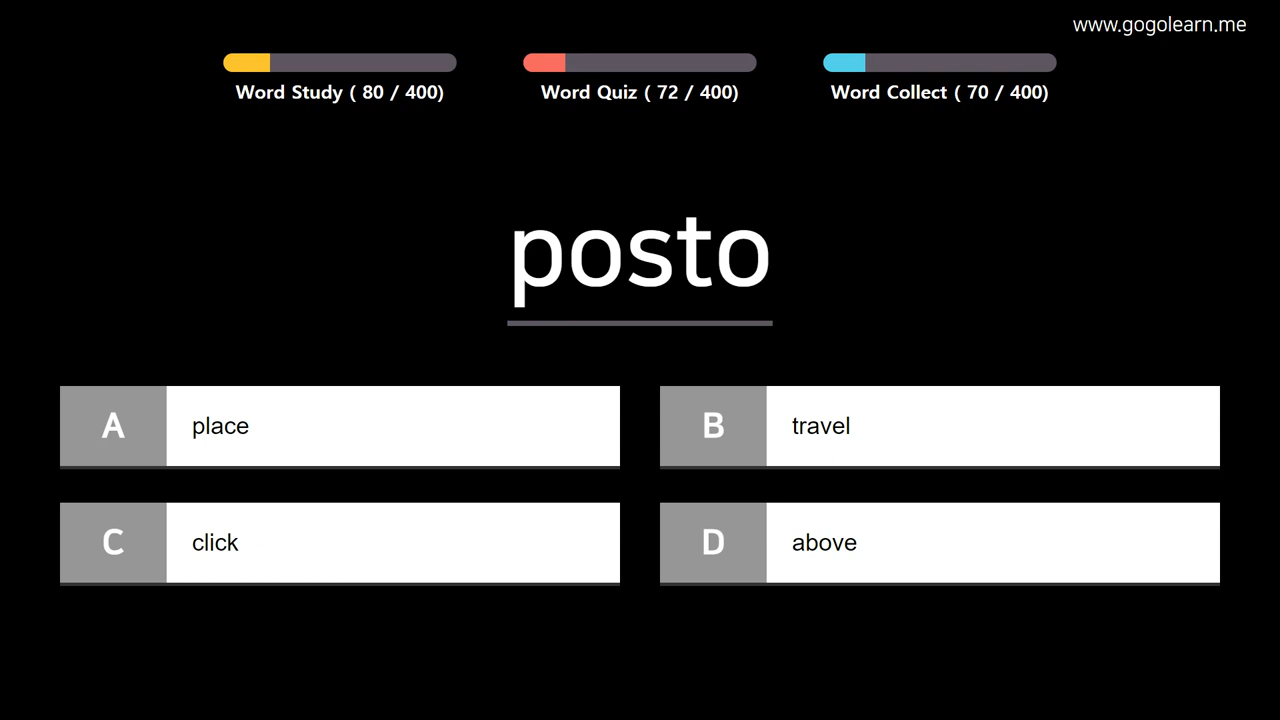 www.gogolearn.me
Word Study ( 80 / 400)
Word Quiz ( 72 / 400)
Word Collect ( 70 / 400)
posto
A place
B travel
C click
D above